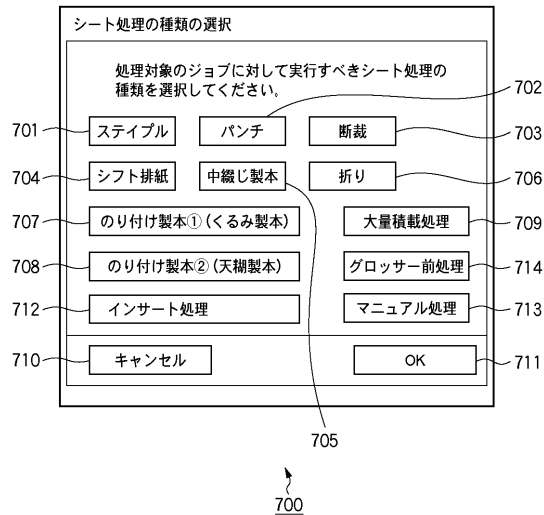 シート処理の種類の選択
処理対象のジョブに対して実行すべきシート処理の
種類を選択してください。
702
701 ステイプル パンチ 断裁 703
704 シフト排紙 中綴じ製本 折り 706
707 のり付け製本①(くるみ製本) 大量積載処理 709
708 のり付け製本②(天糊製本) グロッサー前処理 714
712 インサート処理 マニュアル処理 713
710 キャンセル OK 711
705
700